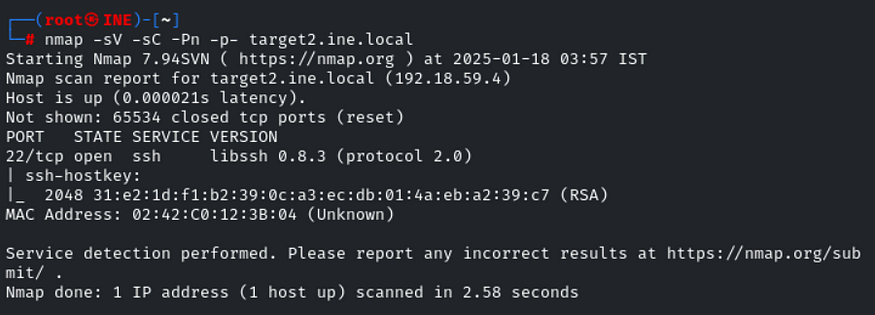 ┌──(root㉿INE)-[~]
└─# nmap -sV -sC -Pn -p- target2.ine.local
Starting Nmap 7.94SVN ( https://nmap.org ) at 2025-01-18 03:57 IST
Nmap scan report for target2.ine.local (192.18.59.4)
Host is up (0.000021s latency).
Not shown: 65534 closed tcp ports (reset)
PORT   STATE SERVICE VERSION
22/tcp open  ssh     libssh 0.8.3 (protocol 2.0)
| ssh-hostkey:
|_  2048 31:e2:1d:f1:b2:39:0c:a3:ec:db:01:4a:eb:a2:39:c7 (RSA)
MAC Address: 02:42:C0:12:3B:04 (Unknown)

Service detection performed. Please report any incorrect results at https://nmap.org/sub
mit/ .
Nmap done: 1 IP address (1 host up) scanned in 2.58 seconds